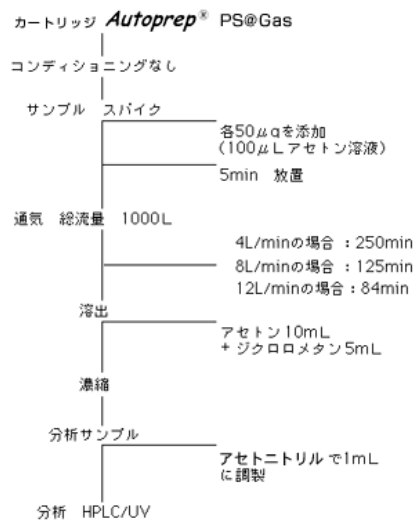 カートリッジ Autoprep® PS@Gas
コンディショニングなし
サンプル スパイク
各50μgを添加
(100μLアセトン溶液)
5min 放置
通気 総流量 1000L
4L/minの場合 : 250min
8L/minの場合 : 125min
12L/minの場合 : 84min
溶出
アセトン10mL
+ ジクロロメタン5mL
濃縮
分析サンプル
アセトニトリル で1mL
に調製
分析 HPLC/UV